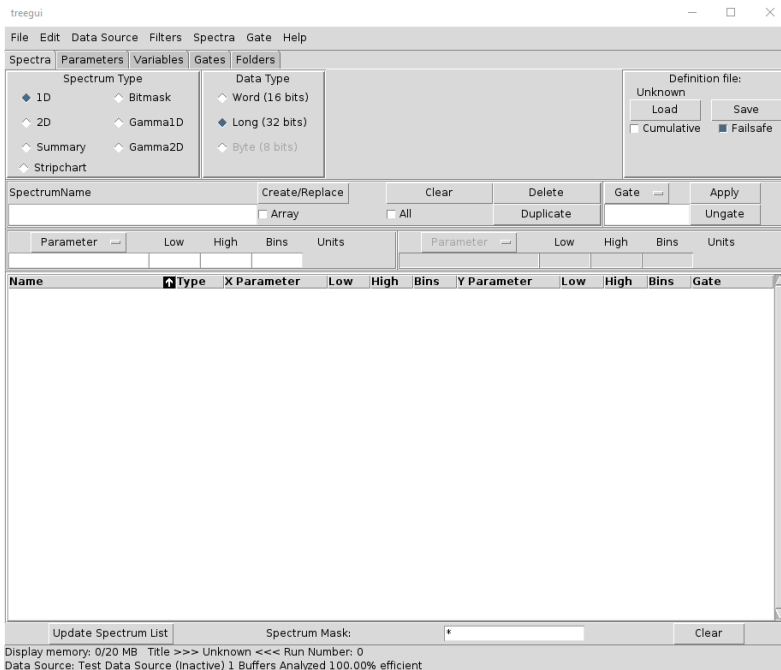 treegui
File Edit Data Source Filters Spectra Gate Help
Spectra Parameters Variables Gates Folders
Spectrum Type
1D Bitmask
2D Gamma1D
Summary Gamma2D
Stripchart
Data Type
Word (16 bits)
Long (32 bits)
Byte (8 bits)
Definition file:
Unknown
Load Save
Cumulative Failsafe
SpectrumName Create/Replace Clear Delete Gate Apply
Array All Duplicate Ungate
Parameter Low High Bins Units Parameter Low High Bins Units
Name Type X Parameter Low High Bins Y Parameter Low High Bins Gate
Update Spectrum List Spectrum Mask: * Clear
Display memory: 0/20 MB Title >>> Unknown <<< Run Number: 0
Data Source: Test Data Source (Inactive) 1 Buffers Analyzed 100.00% efficient